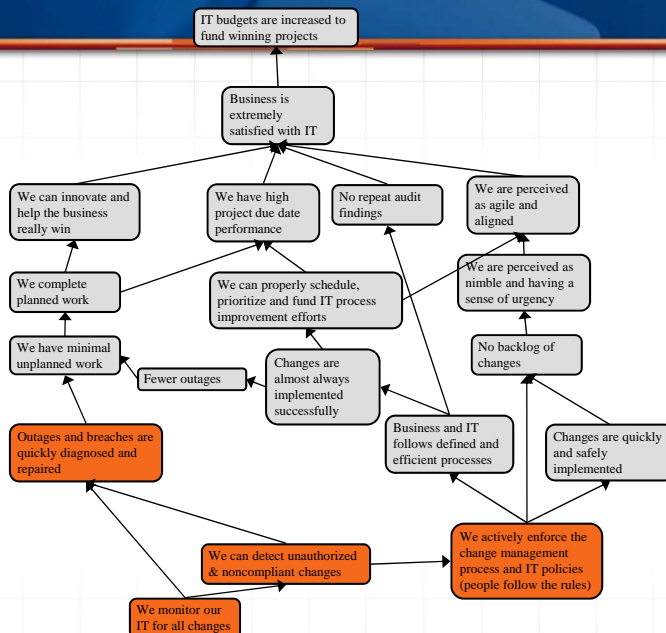 IT budgets are increased to
fund winning projects
Business is
extremely
satisfied with IT
We can innovate and
help the business
really win
We have high
project due date
performance
No repeat audit
findings
We are perceived
as agile and
aligned
We complete
planned work
We can properly schedule,
prioritize and fund IT process
improvement efforts
We are perceived as
nimble and having a
sense of urgency
We have minimal
unplanned work
Fewer outages
Changes are
almost always
implemented
successfully
No backlog of
changes
Outages and breaches are
quickly diagnosed and
repaired
Business and IT
follows defined and
efficient processes
Changes are quickly
and safely
implemented
We can detect unauthorized
& noncompliant changes
We actively enforce the
change management
process and IT policies
(people follow the rules)
We monitor our
IT for all changes